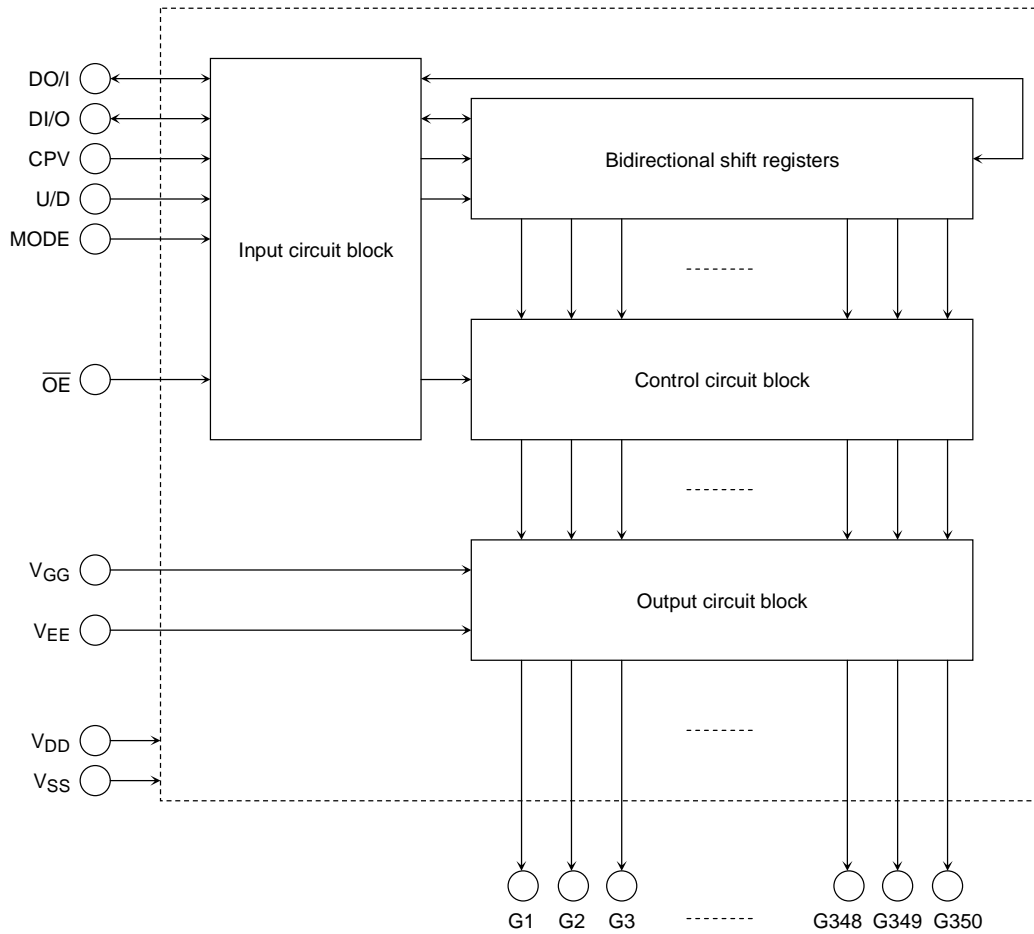 DO/I
DI/O
CPV
U/D
MODE
Input circuit block
Bidirectional shift registers
OE
Control circuit block
VGG
VEE
Output circuit block
VDD
VSS
G1 G2 G3 G348 G349 G350